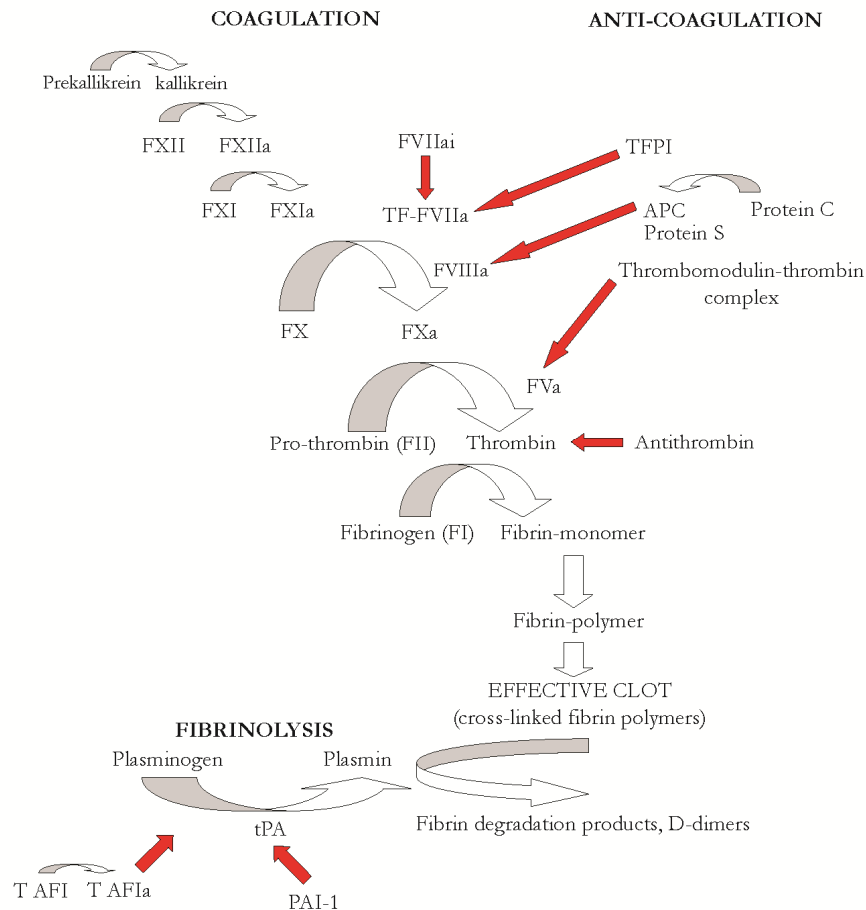 COAGULATION
ANTI-COAGULATION
Prekallikrein kallikrein
FXII FXIIa
FVIIai
TFPI
FXI FXIa
TF-FVIIa
APC Protein C
Protein S
FVIIIa
Thrombomodulin-thrombin
complex
FX FXa
FVa
Pro-thrombin (FII) Thrombin Antithrombin
Fibrinogen (FI) Fibrin-monomer
Fibrin-polymer
EFFECTIVE CLOT
(cross-linked fibrin polymers)
FIBRINOLYSIS
Plasminogen Plasmin
tPA
Fibrin degradation products, D-dimers
T AFI T AFIa
PAI-1